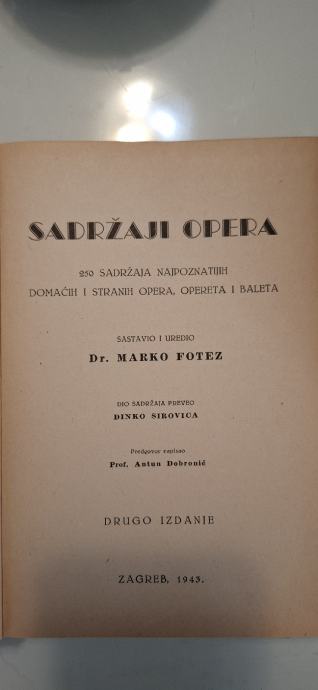 SADRŽAJI OPERA
250 SADRŽAJA NAJPOZNATIJIH
DOMAĆIH I STRANIH OPERA, OPERETA I BALETA
SASTAVIO I UREDIO
Dr. MARKO FOTEZ
DIO SADRŽAJA PREVEO
DINKO SIROVICA
Predgovor napisao
Prof. Antun Dobronić
DRUGO IZDANJE
ZAGREB, 1943.